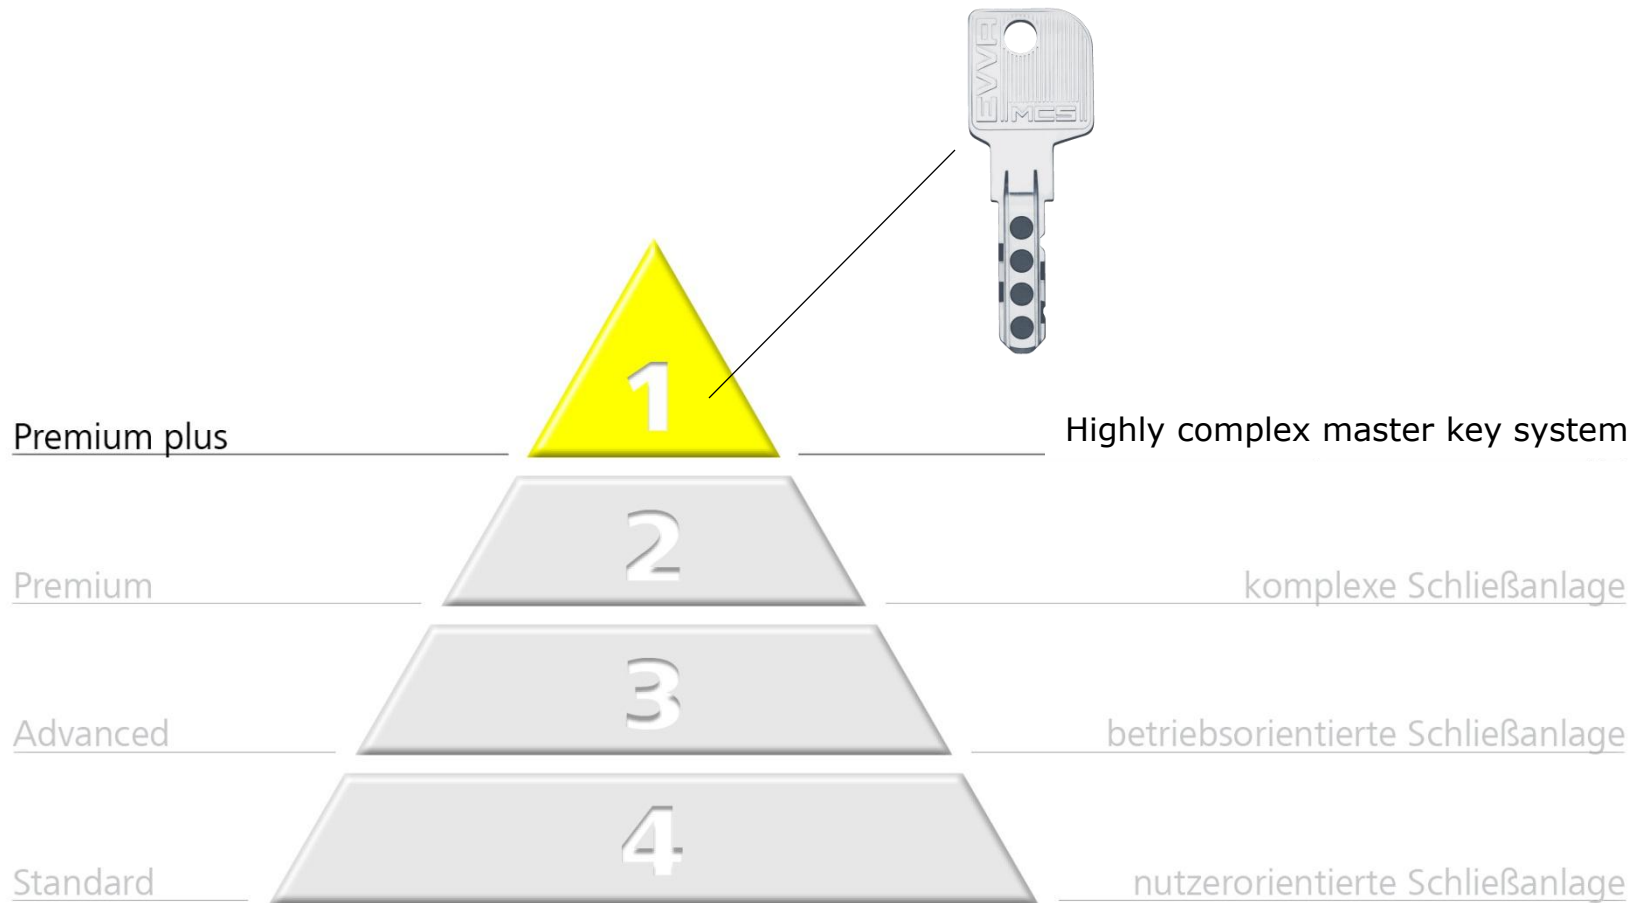 EVVA
MCS
1
Premium plus
Highly complex master key system
2
Premium
komplexe Schließanlage
3
Advanced
betriebsorientierte Schließanlage
4
Standard
nutzerorientierte Schließanlage